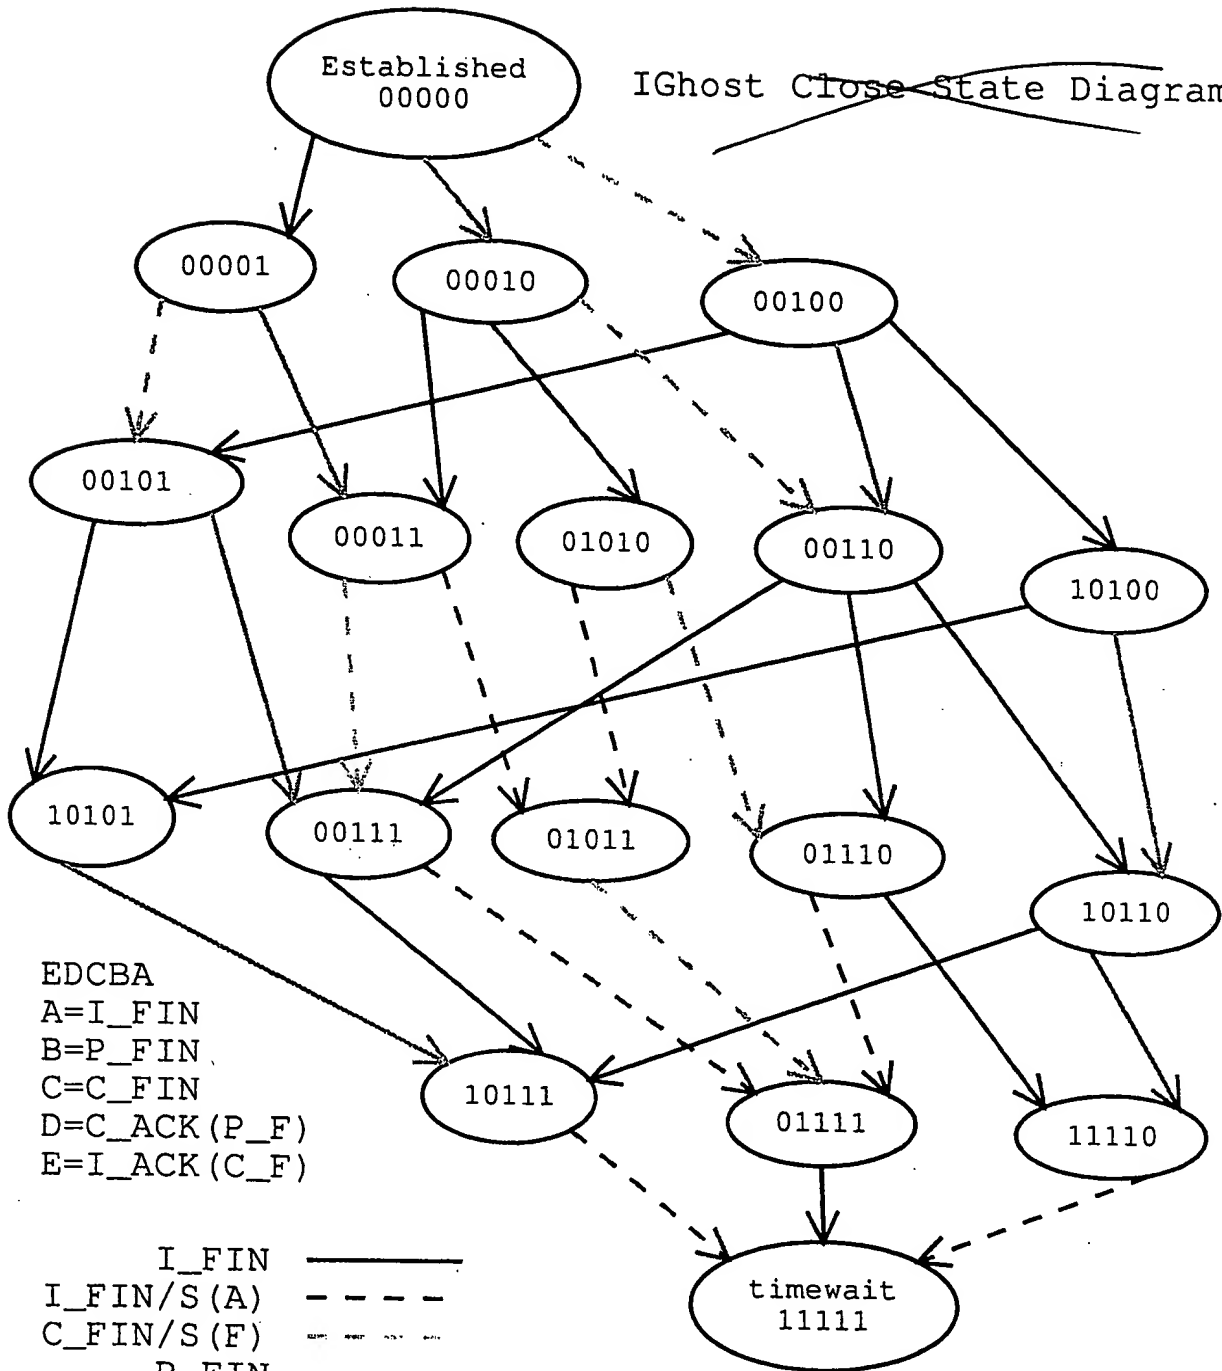 Established
00000
IGhost Close State Diagram
00001
00010
00100
00101
00011
01010
00110
10100
10101
00111
01011
01110
10110
EDCBA
A=I_FIN
B=P_FIN
C=C_FIN
D=C_ACK(P_F)
E=I_ACK(C_F)
10111
01111
11110
I_FIN
I_FIN/S(A)
C_FIN/S(F)
P_FIN
timewait
11111